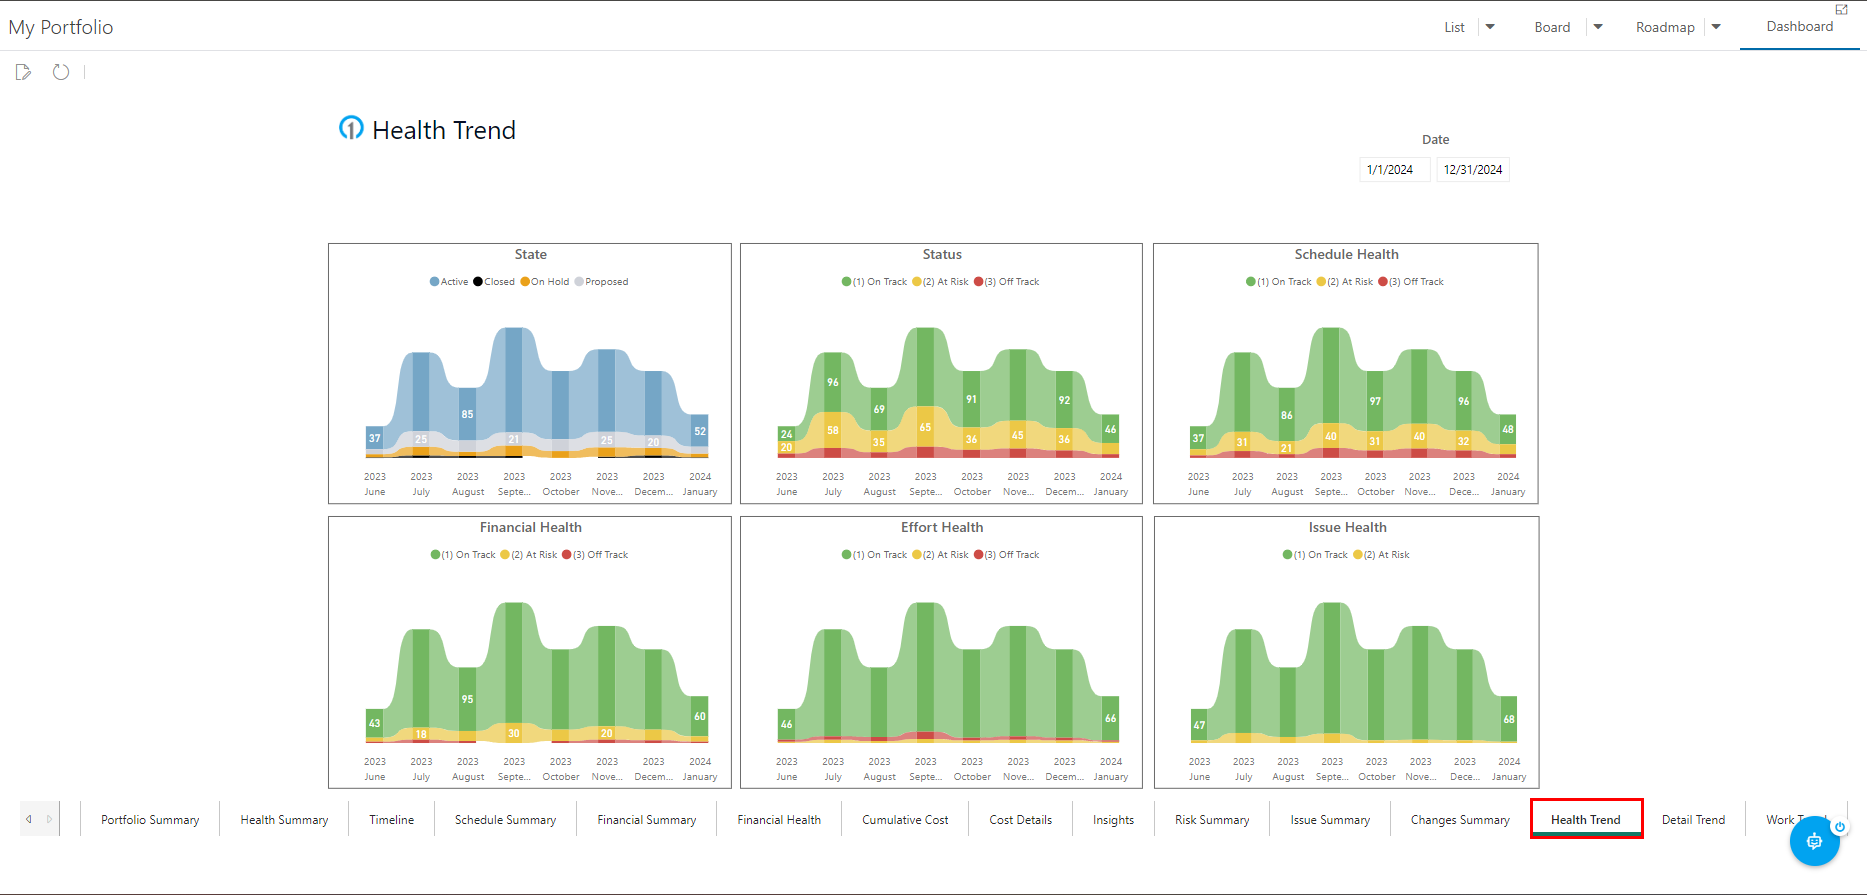 My Portfolio
List
Board
Roadmap
Dashboard
Health Trend
Date
1/1/2024 12/31/2024
State
Active Closed On Hold Proposed
37 25 85 21 25 20 52
2023 2023 2023 2023 2023 2023 2023 2024
June July August Septe... October Nove... Decem... January
Status
(1) On Track (2) At Risk (3) Off Track
24 96 69 91 92 46
20 58 35 65 36 45 36
2023 2023 2023 2023 2023 2023 2023 2024
June July August Septe... October Nove... Decem... January
Schedule Health
(1) On Track (2) At Risk (3) Off Track
37 86 97 96 48
31 21 40 31 40 32
2023 2023 2023 2023 2023 2023 2023 2024
June July August Septe... October Nove... Dece... January
Financial Health
(1) On Track (2) At Risk (3) Off Track
43 95 60
18 30 20
2023 2023 2023 2023 2023 2023 2023 2024
June July August Septe... October Nove... Decem... January
Effort Health
(1) On Track (2) At Risk (3) Off Track
46 66
2023 2023 2023 2023 2023 2023 2023 2024
June July August Septe... October Nove... Decem... January
Issue Health
(1) On Track (2) At Risk
47 68
2023 2023 2023 2023 2023 2023 2023 2024
June July August Septe... October Nove... Dece... January
Portfolio Summary
Health Summary
Timeline
Schedule Summary
Financial Summary
Financial Health
Cumulative Cost
Cost Details
Insights
Risk Summary
Issue Summary
Changes Summary
Health Trend
Detail Trend
Work